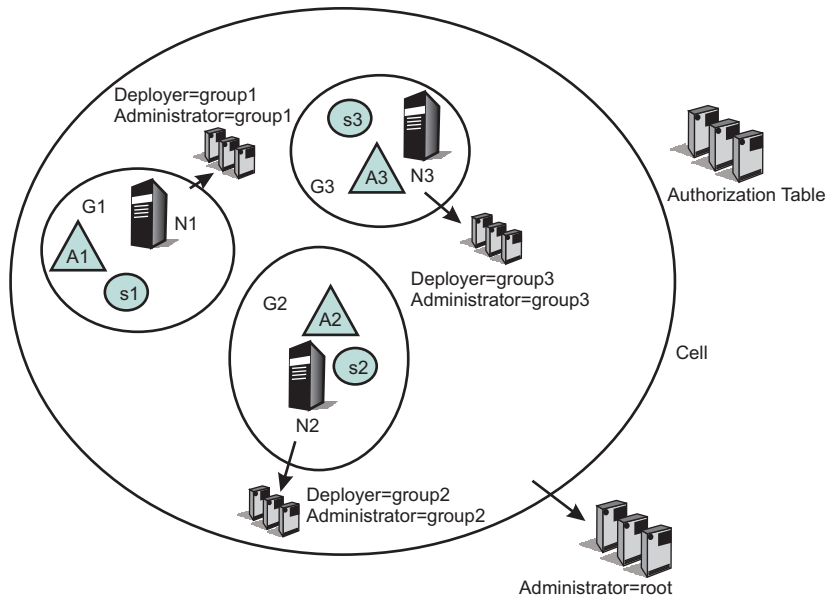 Deployer=group1
Administrator=group1
s3
G3
A3
N3
Authorization Table
G1
N1
A1
s1
Deployer=group3
Administrator=group3
G2
A2
s2
N2
Cell
Deployer=group2
Administrator=group2
Administrator=root